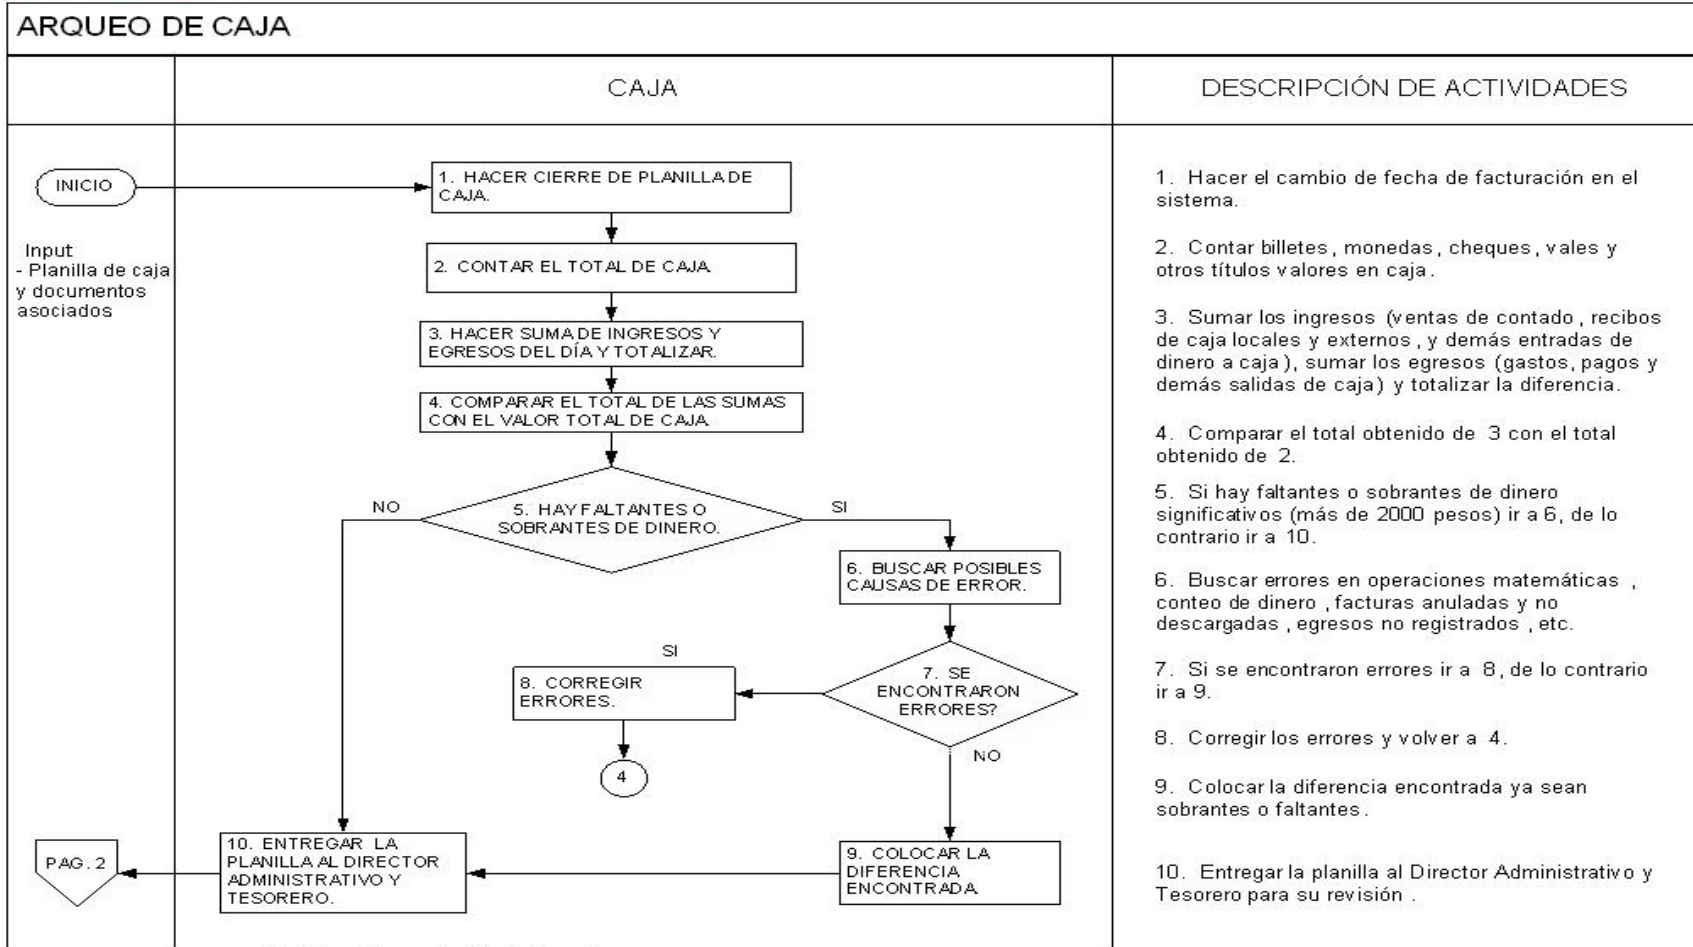 ARQUEO DE CAJA
CAJA
DESCRIPCIÓN DE ACTIVIDADES
INICIO
Input
- Planilla de caja
y documentos
asociados
1. HACER CIERRE DE PLANILLA DE
CAJA.
2. CONTAR EL TOTAL DE CAJA
3. HACER SUMA DE INGRESOS Y
EGRESOS DEL DÍA Y TOTALIZAR.
4. COMPARAR EL TOTAL DE LAS SUMAS
CON EL VALOR TOTAL DE CAJA
NO
5. HAY FALTANTES O
SOBRANTES DE DINERO.
SI
6. BUSCAR POSIBLES
CAUSAS DE ERROR.
SI
7. SE
ENCONTRARON
ERRORES?
8. CORREGIR
ERRORES.
NO
4
9. COLOCAR LA
DIFERENCIA
ENCONTRADA
10. ENTREGAR LA
PLANILLA AL DIRECTOR
ADMINISTRATIVO Y
TESORERO.
PAG. 2
1. Hacer el cambio de fecha de facturación en el
sistema.
2. Contar billetes, monedas, cheques, vales y
otros títulos valores en caja.
3. Sumar los ingresos (ventas de contado, recibos
de caja locales y externos, y demás entradas de
dinero a caja), sumar los egresos (gastos, pagos y
demás salidas de caja) y totalizar la diferencia.
4. Comparar el total obtenido de 3 con el total
obtenido de 2.
5. Si hay faltantes o sobrantes de dinero
significativos (más de 2000 pesos) ir a 6, de lo
contrario ir a 10.
6. Buscar errores en operaciones matemáticas ,
conteo de dinero , facturas anuladas y no
descargadas , egresos no registrados , etc.
7. Si se encontraron errores ir a 8, de lo contrario
ir a 9.
8. Corregir los errores y volver a 4.
9. Colocar la diferencia encontrada ya sean
sobrantes o faltantes.
10. Entregar la planilla al Director Administrativo y
Tesorero para su revisión .